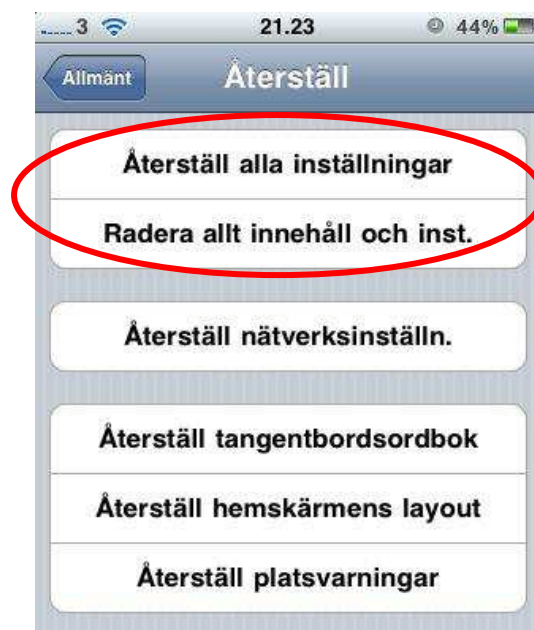 3 21.23 44%
Allmänt Återställ
Återställ alla inställningar
Radera allt innehåll och inst.
Återställ nätverksinställn.
Återställ tangentbordsordbok
Återställ hemskärmens layout
Återställ platsvarningar